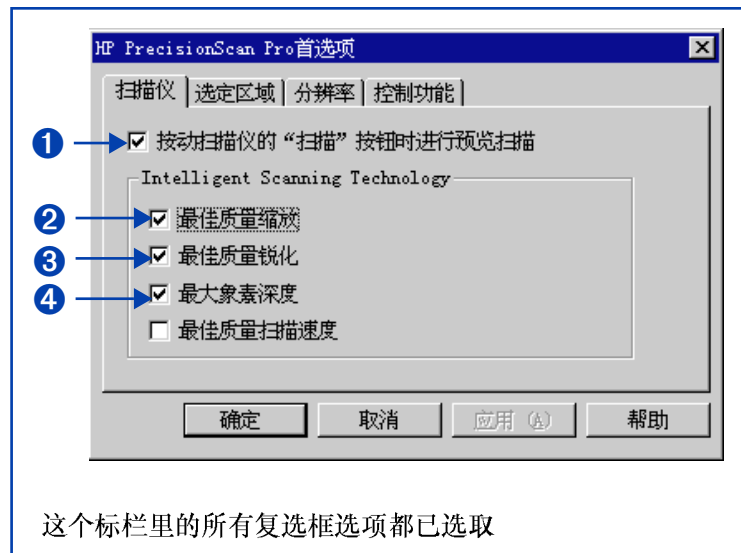 HP PrecisionScan Pro首选项
扫描仪 选定区域 分辨率 控制功能
1 按动扫描仪的“扫描”按钮时进行预览扫描
Intelligent Scanning Technology
2 最佳质量缩放
3 最佳质量锐化
4 最大象素深度
最佳质量扫描速度
确定 取消 应用 (A) 帮助
这个标栏里的所有复选框选项都已选取